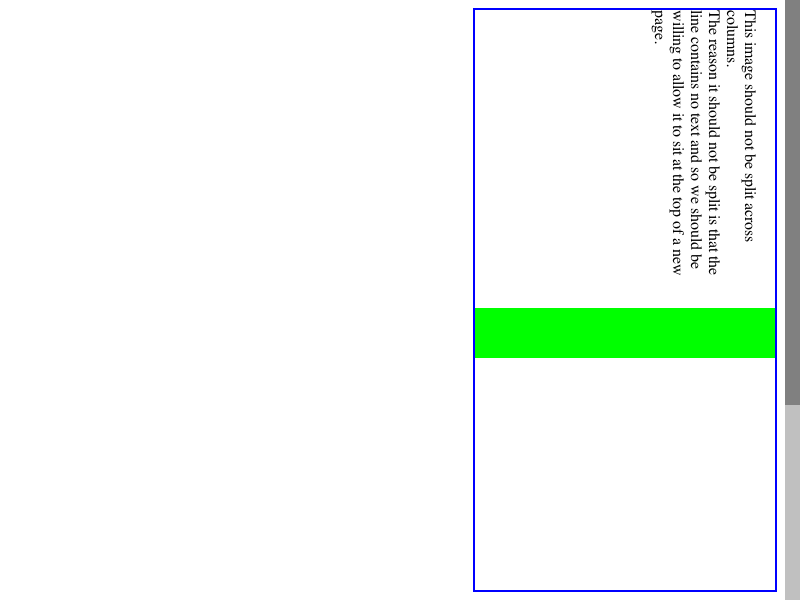 This image should not be split across
columns.
The reason it should not be split is that the
line contains no text and so we should be
willing to allow it to sit at the top of a new
page.